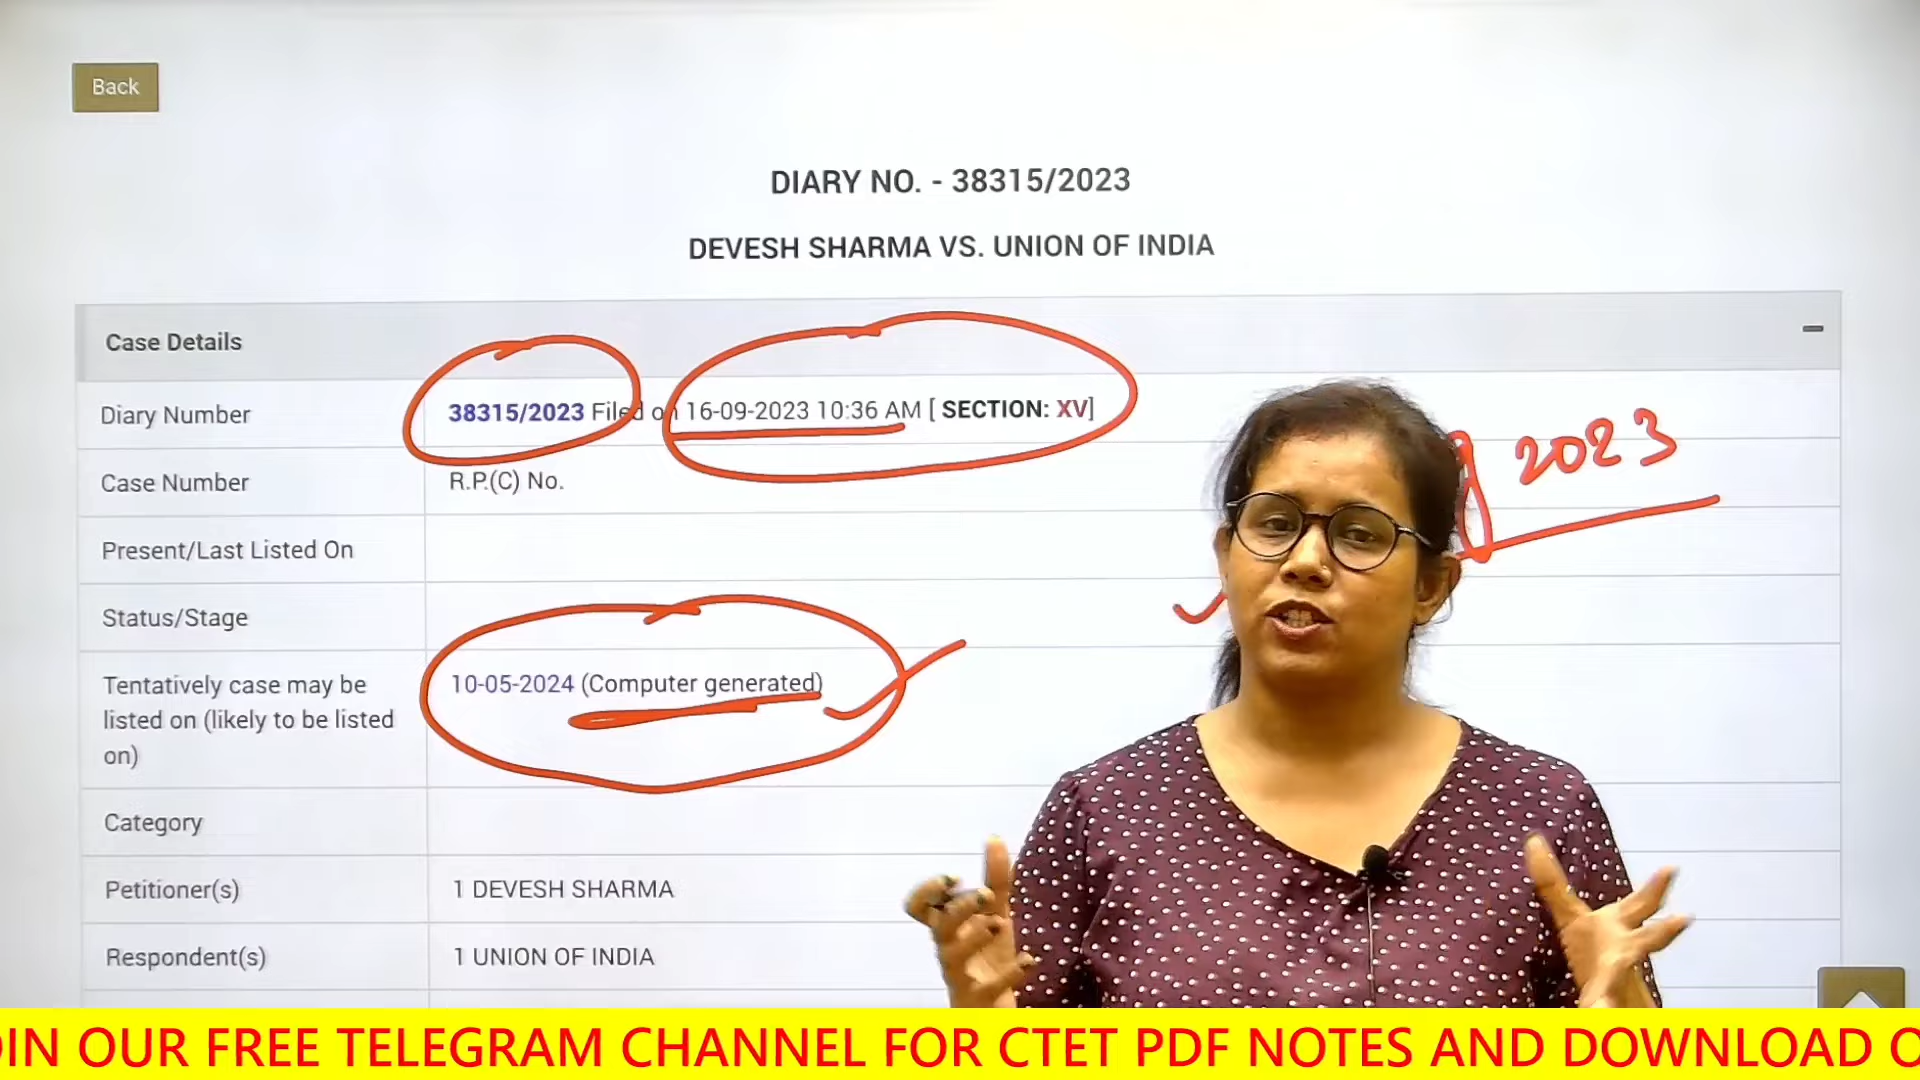 Back
DIARY NO. - 38315/2023
DEVESH SHARMA VS. UNION OF INDIA
Case Details
Diary Number 38315/2023 Filed on 16-09-2023 10:36 AM [ SECTION: XV]
2023
Case Number R.P.(C) No.
Present/Last Listed On
Status/Stage
Tentatively case may be listed on (likely to be listed on) 10-05-2024 (Computer generated)
Category
Petitioner(s) 1 DEVESH SHARMA
Respondent(s) 1 UNION OF INDIA
OIN OUR FREE TELEGRAM CHANNEL FOR CTET PDF NOTES AND DOWNLOAD O